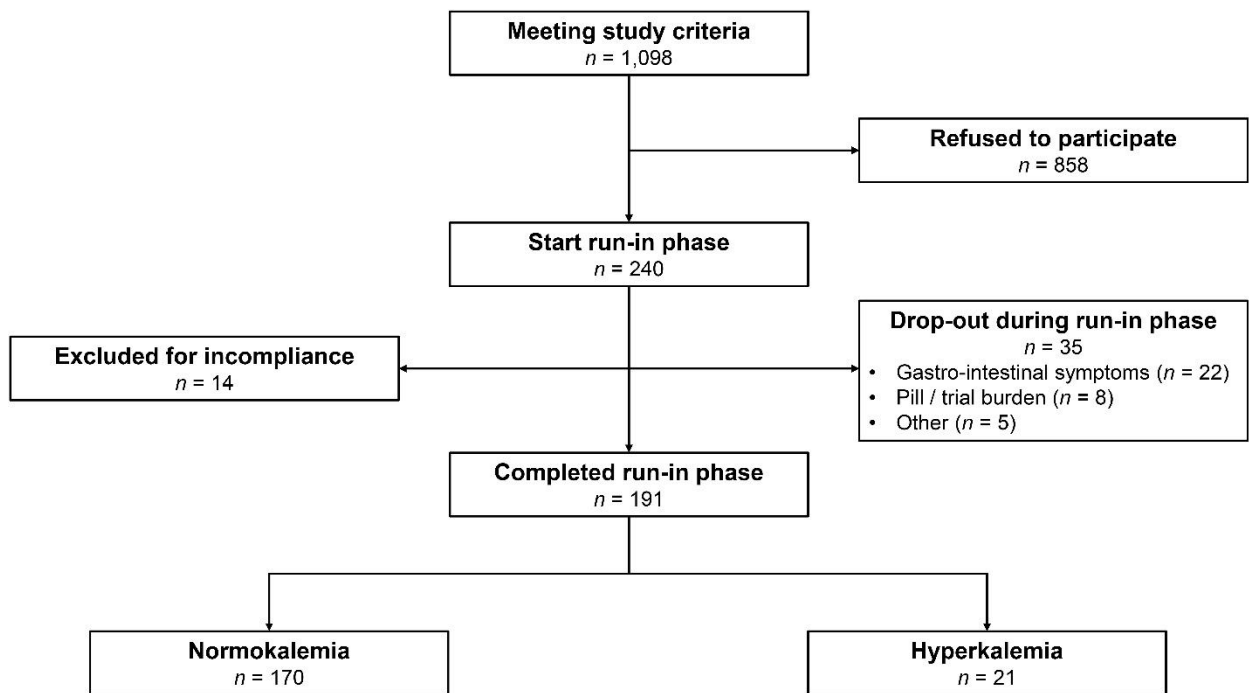 Meeting study criteria
n = 1,098
Refused to participate
n = 858
Start run-in phase
n = 240
Excluded for incompliance
n = 14
Drop-out during run-in phase
n = 35
• Gastro-intestinal symptoms (n = 22)
• Pill / trial burden (n = 8)
• Other (n = 5)
Completed run-in phase
n = 191
Normokalemia
n = 170
Hyperkalemia
n = 21